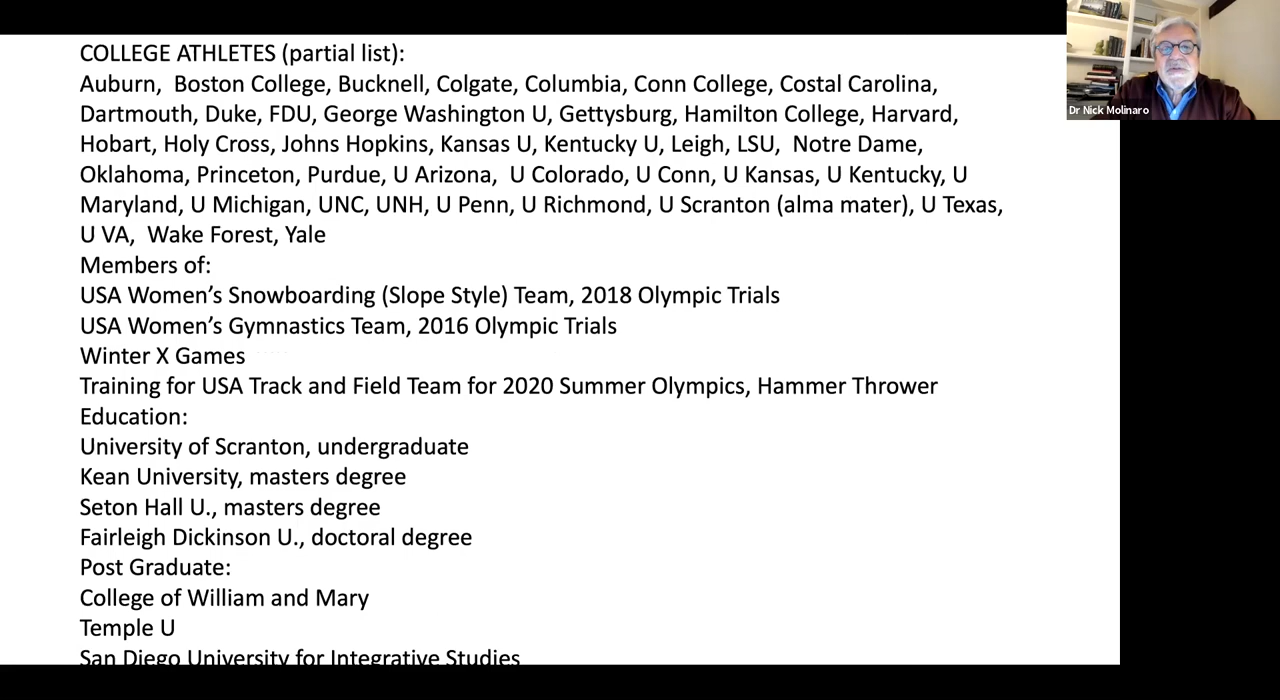 COLLEGE ATHLETES (partial list):
Auburn, Boston College, Bucknell, Colgate, Columbia, Conn College, Costal Carolina,
Dartmouth, Duke, FDU, George Washington U, Gettysburg, Hamilton College, Harvard,
Hobart, Holy Cross, Johns Hopkins, Kansas U, Kentucky U, Leigh, LSU, Notre Dame,
Oklahoma, Princeton, Purdue, U Arizona, U Colorado, U Conn, U Kansas, U Kentucky, U
Maryland, U Michigan, UNC, UNH, U Penn, U Richmond, U Scranton (alma mater), U Texas,
U VA, Wake Forest, Yale
Members of:
USA Women’s Snowboarding (Slope Style) Team, 2018 Olympic Trials
USA Women’s Gymnastics Team, 2016 Olympic Trials
Winter X Games
Training for USA Track and Field Team for 2020 Summer Olympics, Hammer Thrower
Education:
University of Scranton, undergraduate
Kean University, masters degree
Seton Hall U., masters degree
Fairleigh Dickinson U., doctoral degree
Post Graduate:
College of William and Mary
Temple U
San Diego University for Integrative Studies
Dr Nick Molinaro